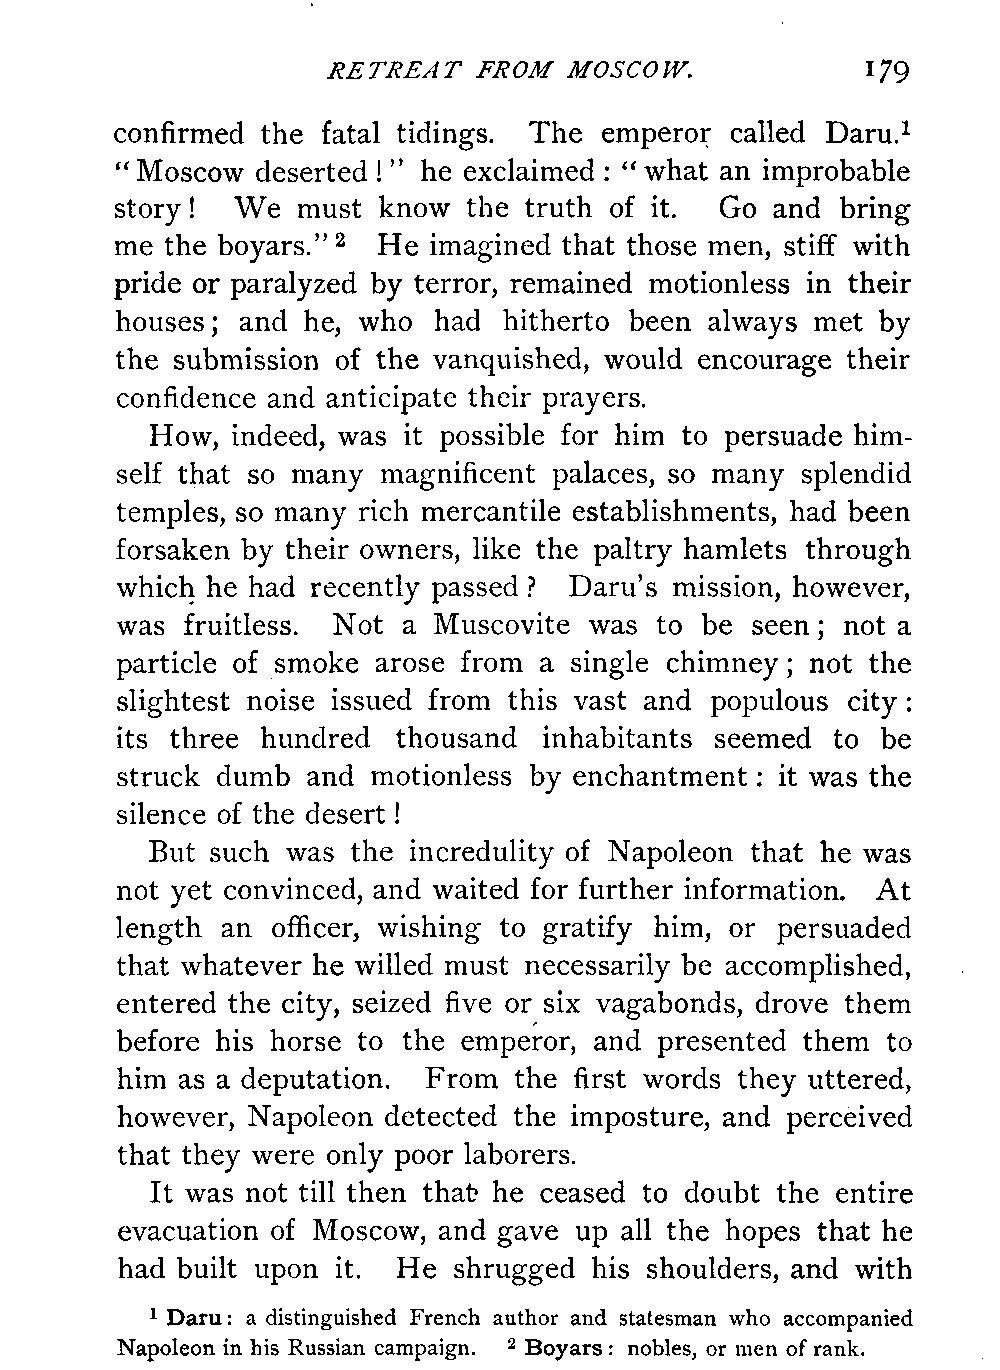 RETREAT FROM MOSCOW. 179
confirmed the fatal tidings. The emperor called Daru.¹
“Moscow deserted!” he exclaimed: “what an improbable
story! We must know the truth of it. Go and bring
me the boyars.”² He imagined that those men, stiff with
pride or paralyzed by terror, remained motionless in their
houses; and he, who had hitherto been always met by
the submission of the vanquished, would encourage their
confidence and anticipate their prayers.
How, indeed, was it possible for him to persuade him-
self that so many magnificent palaces, so many splendid
temples, so many rich mercantile establishments, had been
forsaken by their owners, like the paltry hamlets through
which he had recently passed? Daru's mission, however,
was fruitless. Not a Muscovite was to be seen; not a
particle of smoke arose from a single chimney; not the
slightest noise issued from this vast and populous city:
its three hundred thousand inhabitants seemed to be
struck dumb and motionless by enchantment: it was the
silence of the desert!
But such was the incredulity of Napoleon that he was
not yet convinced, and waited for further information. At
length an officer, wishing to gratify him, or persuaded
that whatever he willed must necessarily be accomplished,
entered the city, seized five or six vagabonds, drove them
before his horse to the emperor, and presented them to
him as a deputation. From the first words they uttered,
however, Napoleon detected the imposture, and perceived
that they were only poor laborers.
It was not till then that he ceased to doubt the entire
evacuation of Moscow, and gave up all the hopes that he
had built upon it. He shrugged his shoulders, and with
¹ Daru: a distinguished French author and statesman who accompanied
Napoleon in his Russian campaign. ² Boyars: nobles, or men of rank.